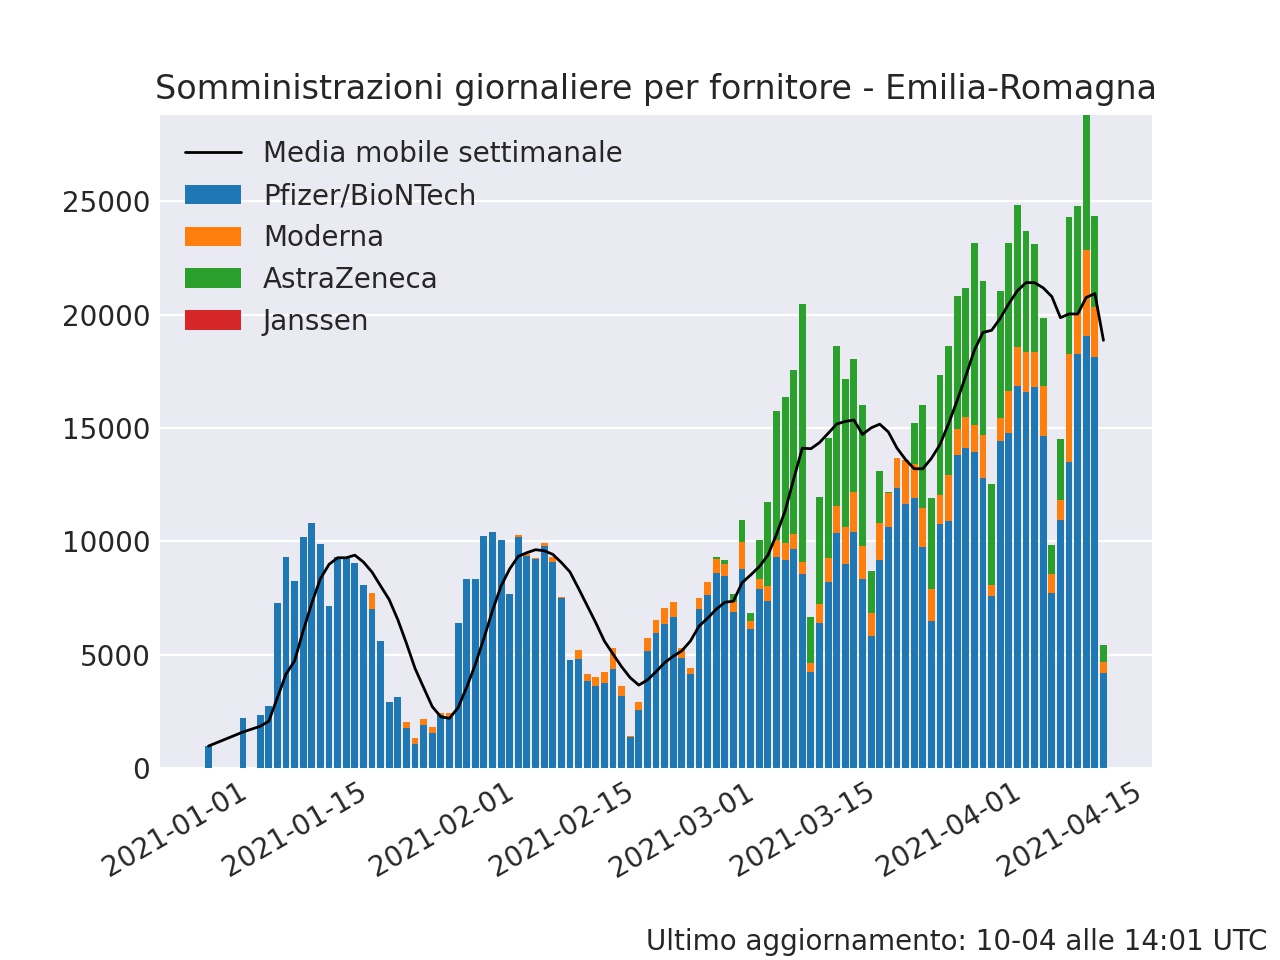 Somministrazioni giornaliere per fornitore - Emilia-Romagna
Media mobile settimanale
Pfizer/BioNTech
Moderna
AstraZeneca
Janssen
25000
20000
15000
10000
5000
0
2021-01-01
2021-01-15
2021-02-01
2021-02-15
2021-03-01
2021-03-15
2021-04-01
2021-04-15
Ultimo aggiornamento: 10-04 alle 14:01 UTC